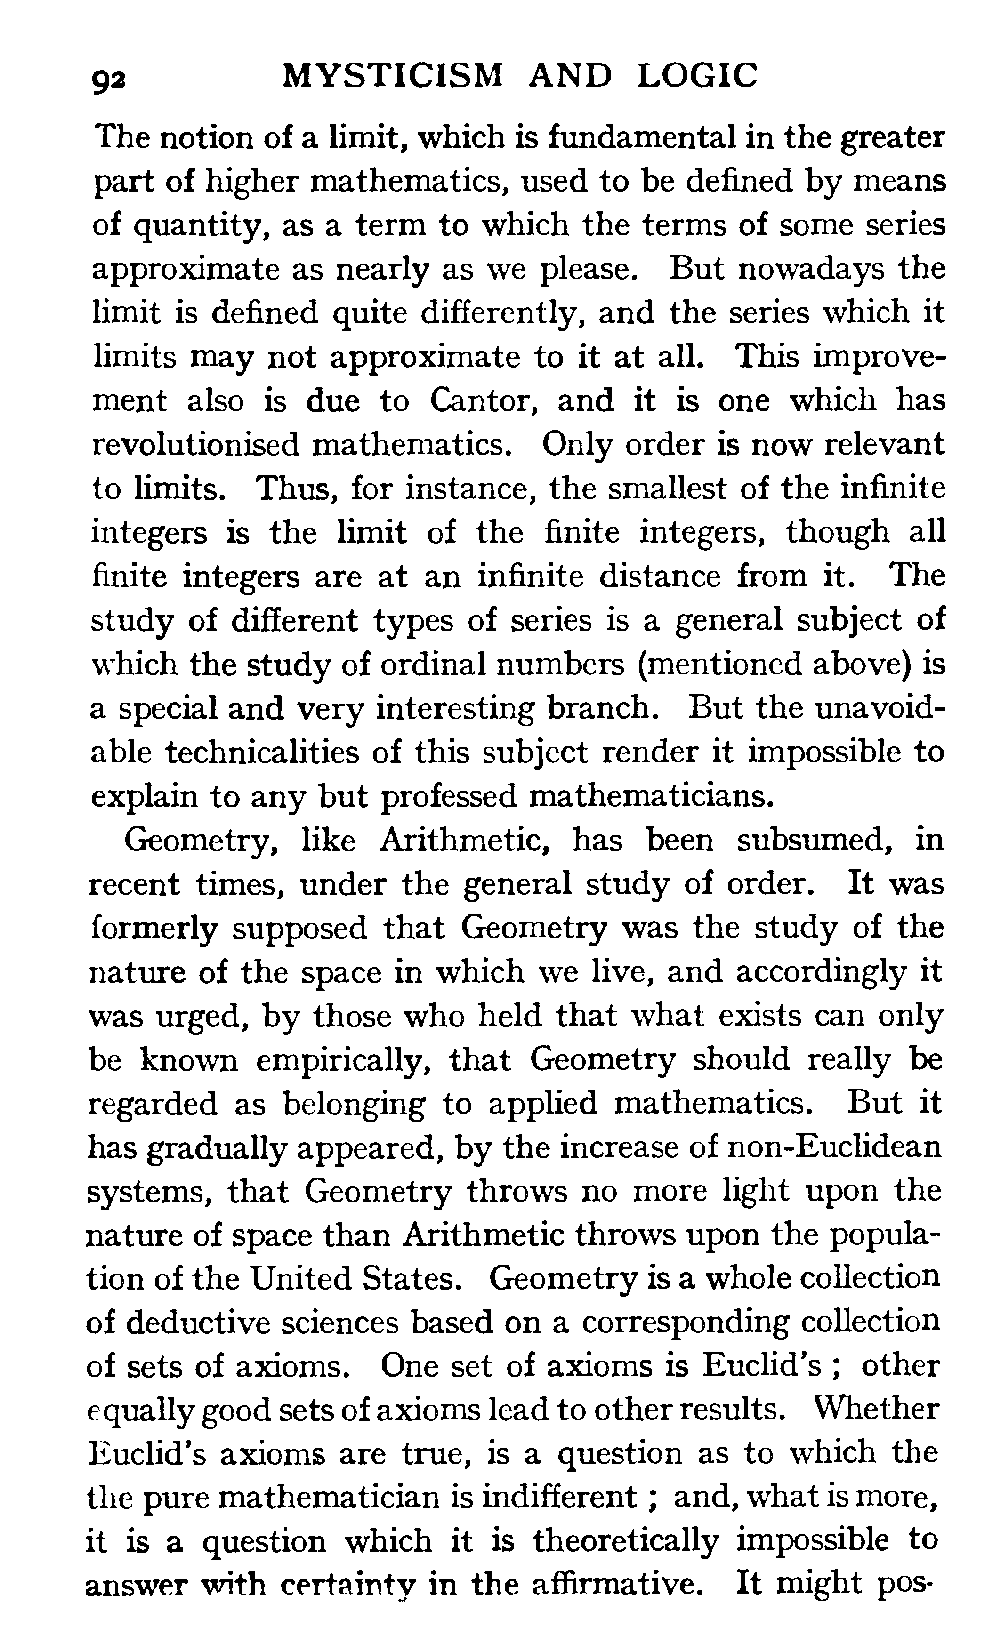 92 MYSTICISM AND LOGIC
The notion of a limit, which is fundamental in the greater
part of higher mathematics, used to be defined by means
of quantity, as a term to which the terms of some series
approximate as nearly as we please. But nowadays the
limit is defined quite differently, and the series which it
limits may not approximate to it at all. This improve-
ment also is due to Cantor, and it is one which has
revolutionised mathematics. Only order is now relevant
to limits. Thus, for instance, the smallest of the infinite
integers is the limit of the finite integers, though all
finite integers are at an infinite distance from it. The
study of different types of series is a general subject of
which the study of ordinal numbers (mentioned above) is
a special and very interesting branch. But the unavoid-
able technicalities of this subject render it impossible to
explain to any but professed mathematicians.
Geometry, like Arithmetic, has been subsumed, in
recent times, under the general study of order. It was
formerly supposed that Geometry was the study of the
nature of the space in which we live, and accordingly it
was urged, by those who held that what exists can only
be known empirically, that Geometry should really be
regarded as belonging to applied mathematics. But it
has gradually appeared, by the increase of non-Euclidean
systems, that Geometry throws no more light upon the
nature of space than Arithmetic throws upon the popula-
tion of the United States. Geometry is a whole collection
of deductive sciences based on a corresponding collection
of sets of axioms. One set of axioms is Euclid's ; other
equally good sets of axioms lead to other results. Whether
Euclid's axioms are true, is a question as to which the
the pure mathematician is indifferent ; and, what is more,
it is a question which it is theoretically impossible to
answer with certainty in the affirmative. It might pos-